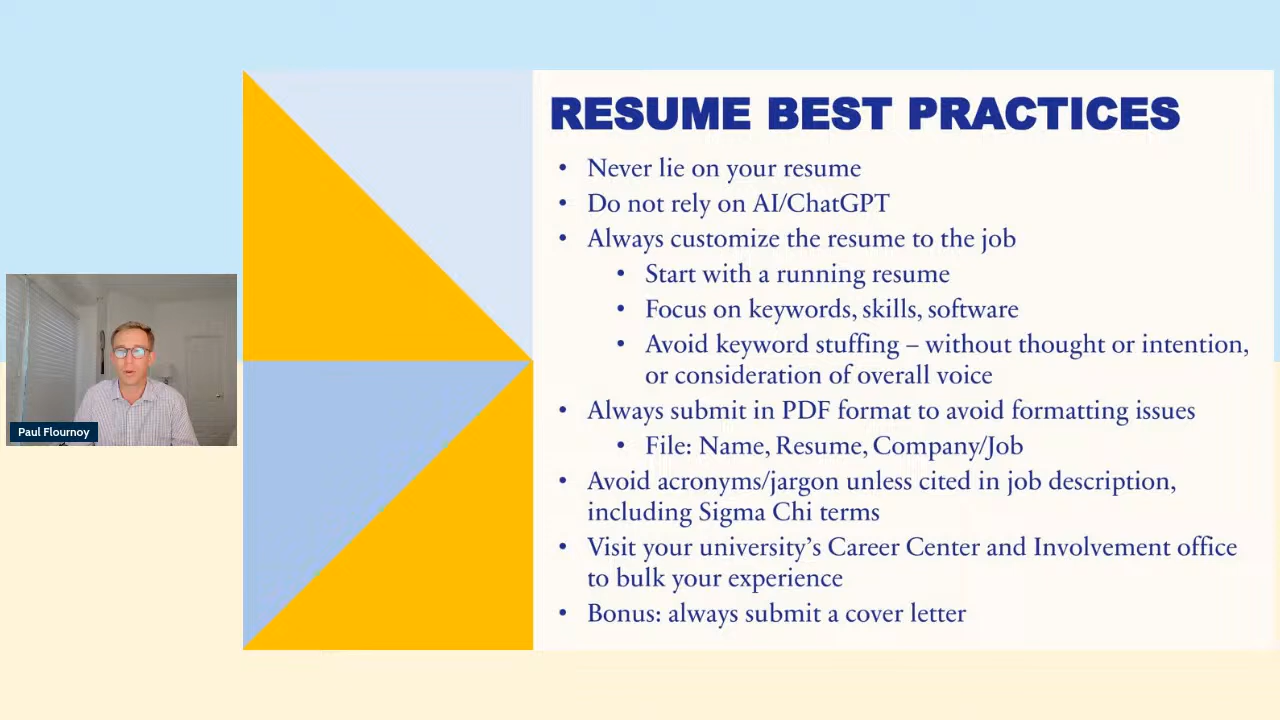 RESUME BEST PRACTICES
• Never lie on your resume
• Do not rely on AI/ChatGPT
• Always customize the resume to the job
• Start with a running resume
• Focus on keywords, skills, software
• Avoid keyword stuffing – without thought or intention,
or consideration of overall voice
• Always submit in PDF format to avoid formatting issues
• File: Name, Resume, Company/Job
• Avoid acronyms/jargon unless cited in job description,
including Sigma Chi terms
• Visit your university’s Career Center and Involvement office
to bulk your experience
• Bonus: always submit a cover letter
Paul Flournoy